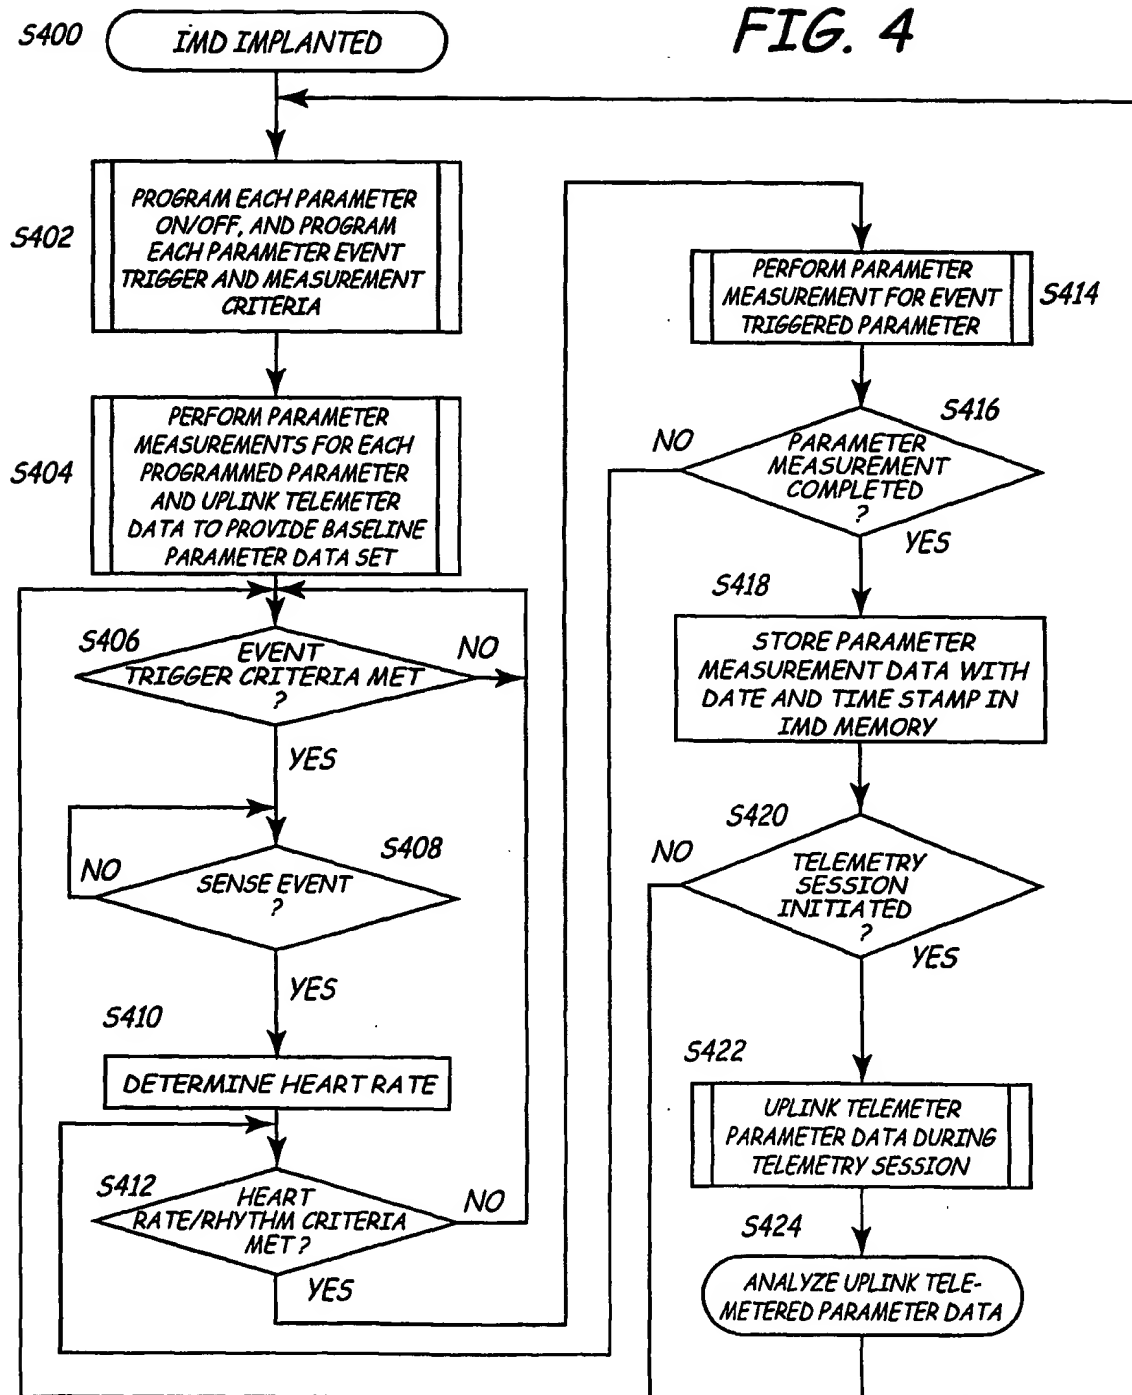 FIG. 4
S400
IMD IMPLANTED
S402
PROGRAM EACH PARAMETER
ON/OFF, AND PROGRAM
EACH PARAMETER EVENT
TRIGGER AND MEASUREMENT
CRITERIA
S404
PERFORM PARAMETER
MEASUREMENTS FOR EACH
PROGRAMMED PARAMETER
AND UPLINK TELEMETER
DATA TO PROVIDE BASELINE
PARAMETER DATA SET
S406
EVENT
TRIGGER CRITERIA MET
?
NO
YES
S408
SENSE EVENT
?
NO
YES
S410
DETERMINE HEART RATE
S412
HEART
RATE/RHYTHM CRITERIA
MET?
NO
YES
PERFORM PARAMETER
MEASUREMENT FOR EVENT
TRIGGERED PARAMETER
S414
S416
PARAMETER
MEASUREMENT
COMPLETED
?
NO
YES
S418
STORE PARAMETER
MEASUREMENT DATA WITH
DATE AND TIME STAMP IN
IMD MEMORY
S420
TELEMETRY
SESSION
INITIATED
?
NO
YES
S422
UPLINK TELEMETER
PARAMETER DATA DURING
TELEMETRY SESSION
S424
ANALYZE UPLINK TELE-
METERED PARAMETER DATA